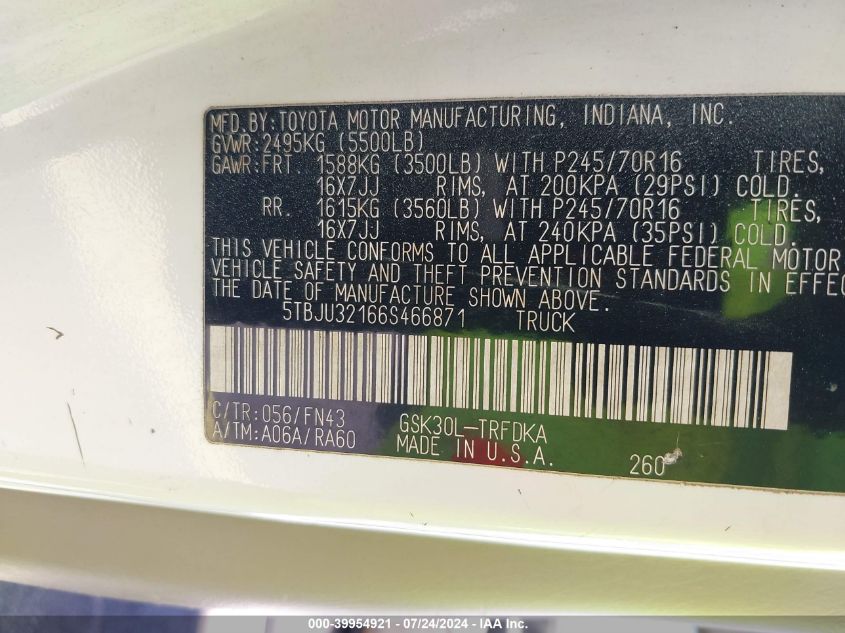 MFD.BY:TOYOTA MOTOR MANUFACTURING, INDIANA, INC.
GVWR:2495KG (5500LB)
GAWR:FRT. 1588KG (3500LB) WITH P245/70R16 TIRES,
16X7JJ RIMS, AT 200KPA (29PSI) COLD.
RR. 1615KG (3560LB) WITH P245/70R16 TIRES,
16X7JJ RIMS, AT 240KPA (35PSI) COLD.
THIS VEHICLE CONFORMS TO ALL APPLICABLE FEDERAL MOTOR
VEHICLE SAFETY AND THEFT PREVENTION STANDARDS IN EFFEC
THE DATE OF MANUFACTURE SHOWN ABOVE.
5TBJU32166S466871 TRUCK
C/TR:056/FN43 GSK30L-TRFDKA
A/TM:A06A/RA60 MADE IN U.S.A.
260
000-39954921 - 07/24/2024 - IAA Inc.